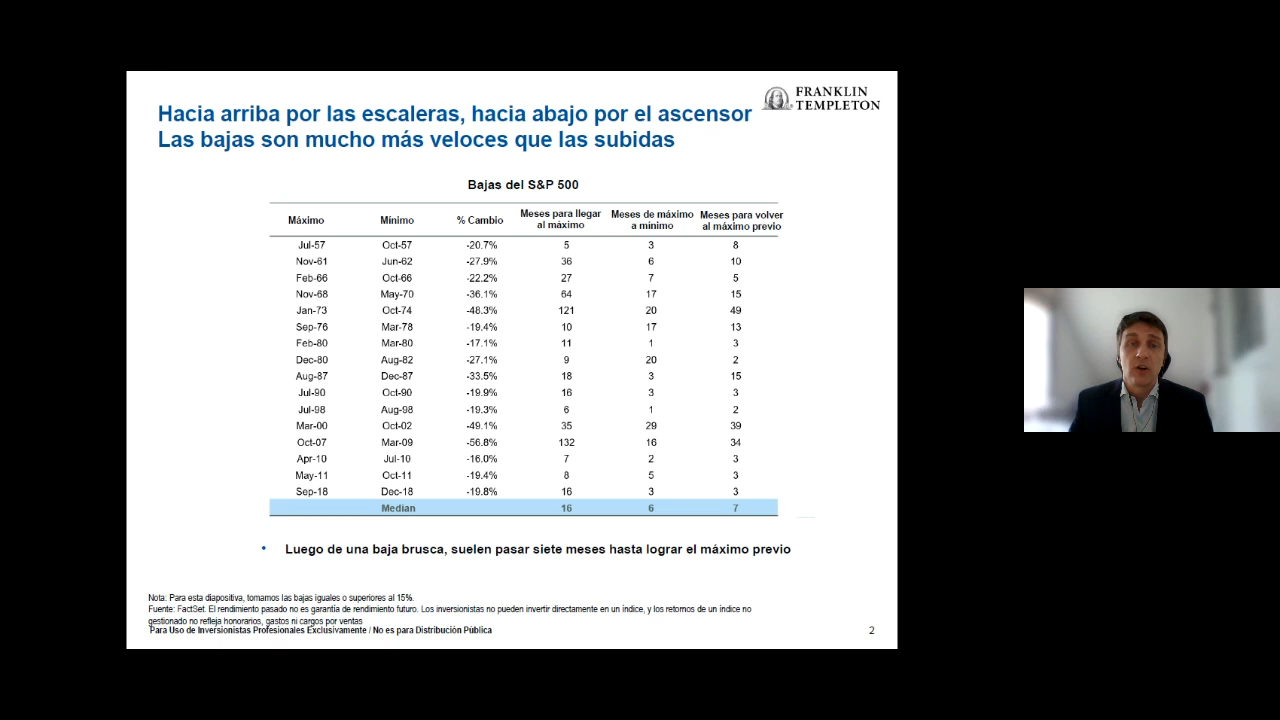 FRANKLIN
TEMPLETON
Hacia arriba por las escaleras, hacia abajo por el ascensor
Las bajas son mucho más veloces que las subidas
Bajas del S&P 500
Máximo Mínimo % Cambio Meses para llegar al máximo Meses de máximo a mínimo Meses para volver al máximo previo
Jul-57 Oct-57 -20.7% 5 3 8
Nov-61 Jun-62 -27.9% 36 6 10
Feb-66 Oct-66 -22.2% 27 7 5
Nov-68 May-70 -36.1% 64 17 15
Jan-73 Oct-74 -48.3% 121 20 49
Sep-76 Mar-78 -19.4% 10 17 13
Feb-80 Mar-80 -17.1% 11 1 3
Dec-80 Aug-82 -27.1% 9 20 2
Aug-87 Dec-87 -33.5% 18 3 15
Jul-90 Oct-90 -19.9% 16 3 3
Jul-98 Aug-98 -19.3% 6 1 2
Mar-00 Oct-02 -49.1% 35 29 39
Oct-07 Mar-09 -56.8% 132 16 34
Apr-10 Jul-10 -16.0% 7 2 3
May-11 Oct-11 -19.4% 8 5 3
Sep-18 Dec-18 -19.8% 16 3 3
Median 16 6 7
• Luego de una baja brusca, suelen pasar siete meses hasta lograr el máximo previo
Nota: Para esta diapositiva, tomamos las bajas iguales o superiores al 15%.
Fuente: FactSet. El rendimiento pasado no es garantía de rendimiento futuro. Los inversionistas no pueden invertir directamente en un índice, y los retornos de un índice no
gestionado no refleja honorarios, gastos ni cargos por ventas
Para Uso de Inversionistas Profesionales Exclusivamente / No es para Distribución Pública
2